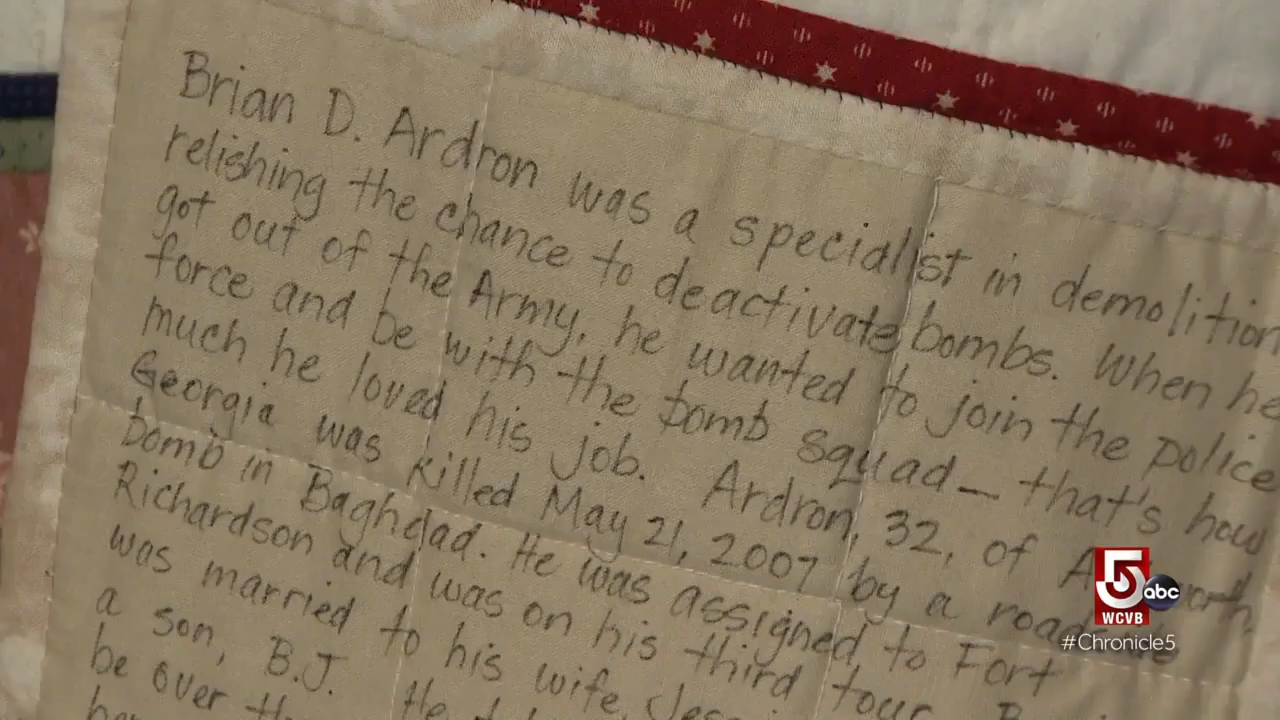 Brian D. Ardron was a specialist in demolition
relishing the chance to deactivate bombs. When he
got out of the Army, he wanted to join the police
force and be with the bomb squad — that's how
much he loved his job. Ardron, 32, of
Georgia was killed May 21, 2007 by a roadside
bomb in Baghdad. He was assigned to Fort
Richardson and was on his third tour.
was married to his wife,
a son, B.J. He
be over
5 abc
WCVB
#Chronicle5